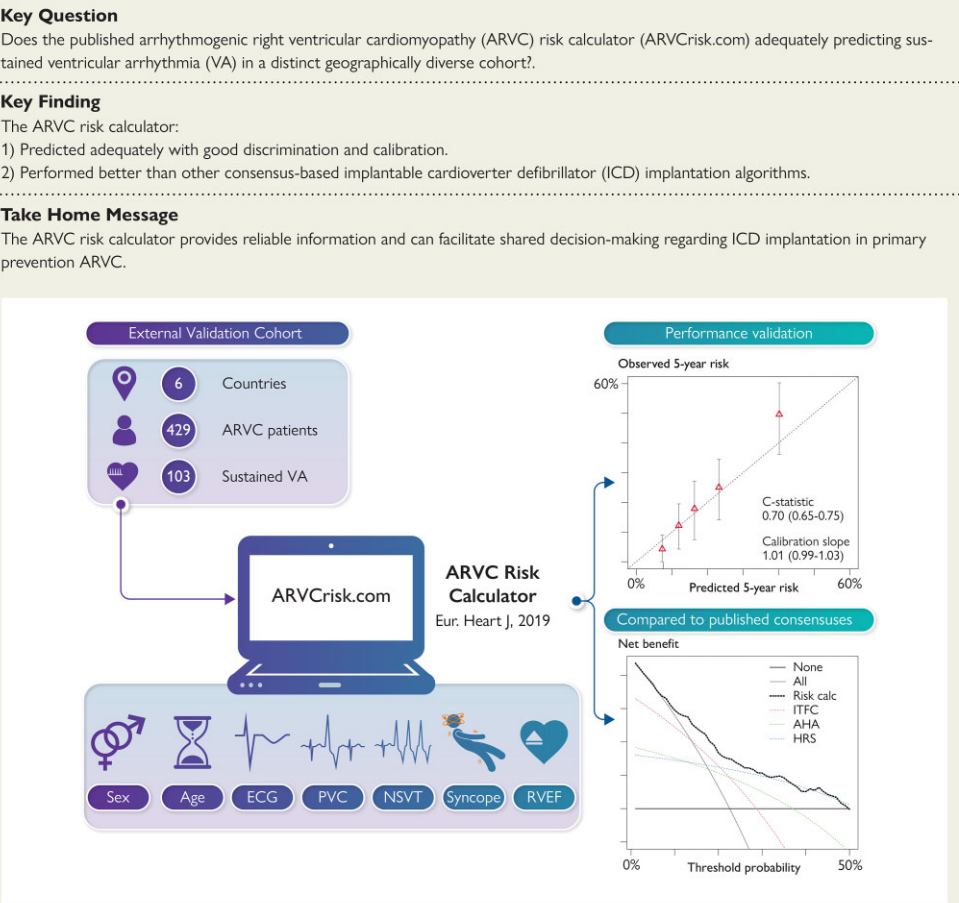 Key Question
Does the published arrhythmogenic right ventricular cardiomyopathy (ARVC) risk calculator (ARVCrisk.com) adequately predicting sus-
tained ventricular arrhythmia (VA) in a distinct geographically diverse cohort?.
Key Finding
The ARVC risk calculator:
1) Predicted adequately with good discrimination and calibration.
2) Performed better than other consensus-based implantable cardioverter defibrillator (ICD) implantation algorithms.
Take Home Message
The ARVC risk calculator provides reliable information and can facilitate shared decision-making regarding ICD implantation in primary
prevention ARVC.
External Validation Cohort
6 Countries
429 ARVC patients
103 Sustained VA
ARVCrisk.com
ARVC Risk
Calculator
Eur. Heart J, 2019
Sex Age ECG PVC NSVT Syncope RVEF
Performance validation
Observed 5-year risk
60%
C-statistic
0.70 (0.65-0.75)
Calibration slope
1.01 (0.99-1.03)
0% 60%
Predicted 5-year risk
Compared to published consensuses
Net benefit
None
All
Risk calc
ITFC
AHA
HRS
0% 50%
Threshold probability